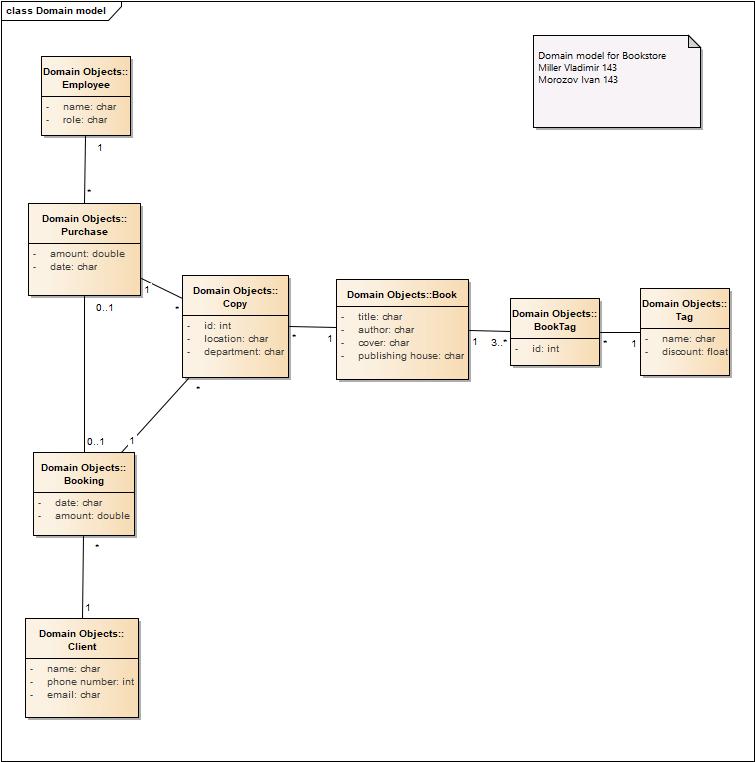 class Domain model
Domain model for Bookstore
Miller Vladimir 143
Morozov Ivan 143
Domain Objects::
Employee
- name: char
- role: char
1
*
Domain Objects::
Purchase
- amount: double
- date: char
1
*
0..1
Domain Objects::
Copy
- id: int
- location: char
- department: char
*
1
*
Domain Objects::Book
- title: char
- author: char
- cover: char
- publishing house: char
1
3..*
Domain Objects::
BookTag
- id: int
*
1
Domain Objects::
Tag
- name: char
- discount: float
0..1
1
Domain Objects::
Booking
- date: char
- amount: double
*
1
Domain Objects::
Client
- name: char
- phone number: int
- email: char